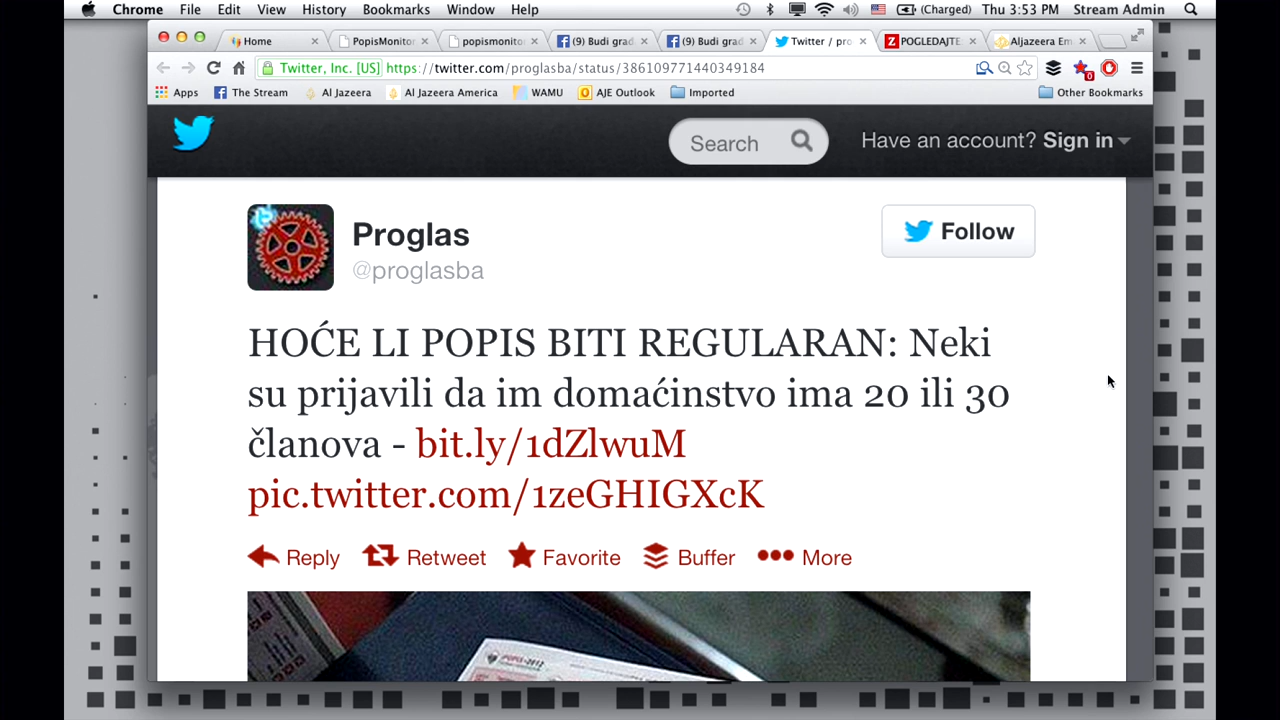 Chrome File Edit View History Bookmarks Window Help (Charged) Thu 3:53 PM Stream Admin
Home PopisMonitor popismonitor (9) Budi grad (9) Budi grad Twitter / pro POGLEDAJTE Aljazeera Em
Twitter, Inc. [US] https://twitter.com/proglasba/status/386109771440349184
0
Apps The Stream Al Jazeera Al Jazeera America WAMU AJE Outlook Imported Other Bookmarks
Search Have an account? Sign in
Proglas
@proglasba
Follow
HOĆE LI POPIS BITI REGULARAN: Neki
su prijavili da im domaćinstvo ima 20 ili 30
članova - bit.ly/1dZlwuM
pic.twitter.com/1zeGHIGXcK
Reply Retweet Favorite Buffer More
POPIS 2012